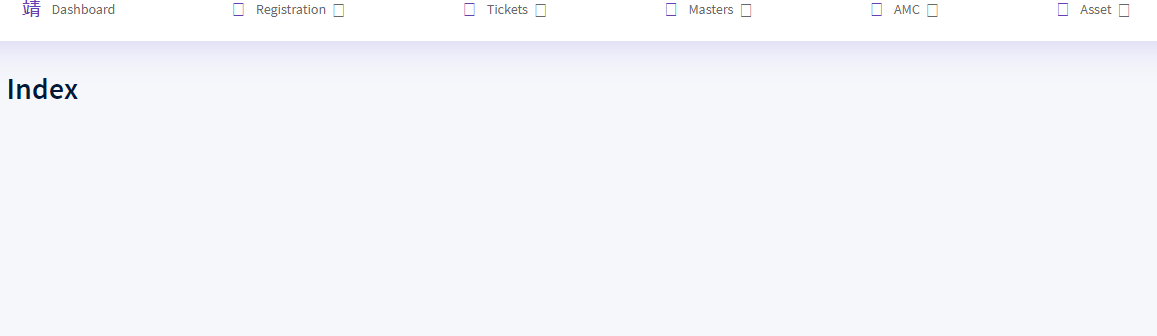 靖 Dashboard Registration Tickets Masters AMC Asset
Index